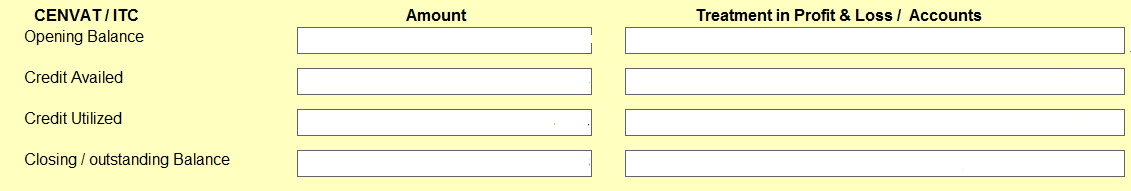 CENVAT / ITC Amount Treatment in Profit & Loss / Accounts
Opening Balance
Credit Availed
Credit Utilized
Closing / outstanding Balance